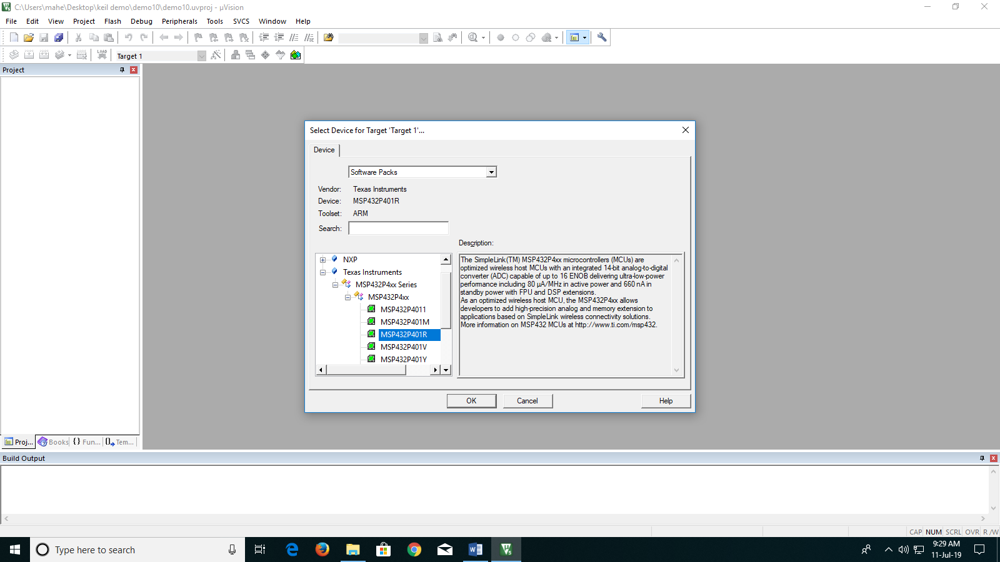 C:\Users\mahe\Desktop\keil demo\demo10\demo10.uvproj - µVision
File Edit View Project Flash Debug Peripherals Tools SVCS Window Help
LOAD
Target 1
Project
Select Device for Target 'Target 1'...
Device
Software Packs
Vendor: Texas Instruments
Device: MSP432P401R
Toolset: ARM
Search:
Description:
NXP
Texas Instruments
MSP432P4xx Series
MSP432P4xx
MSP432P4011
MSP432P401M
MSP432P401R
MSP432P401V
MSP432P401Y
The SimpleLink(TM) MSP432P4xx microcontrollers (MCUs) are
optimized wireless host MCUs with an integrated 14-bit analog-to-digital
converter (ADC) capable of up to 16 ENOB delivering ultra-low-power
performance including 80 µA/MHz in active power and 660 nA in
standby power with FPU and DSP extensions.
As an optimized wireless host MCU, the MSP432P4xx allows
developers to add high-precision analog and memory extension to
applications based on SimpleLink wireless connectivity solutions.
More information on MSP432 MCUs at http://www.ti.com/msp432.
OK Cancel Help
Proj... Books {} Fun... Tem...
Build Output
CAP NUM SCRL OVR R /W
Type here to search
9:29 AM
11-Jul-19